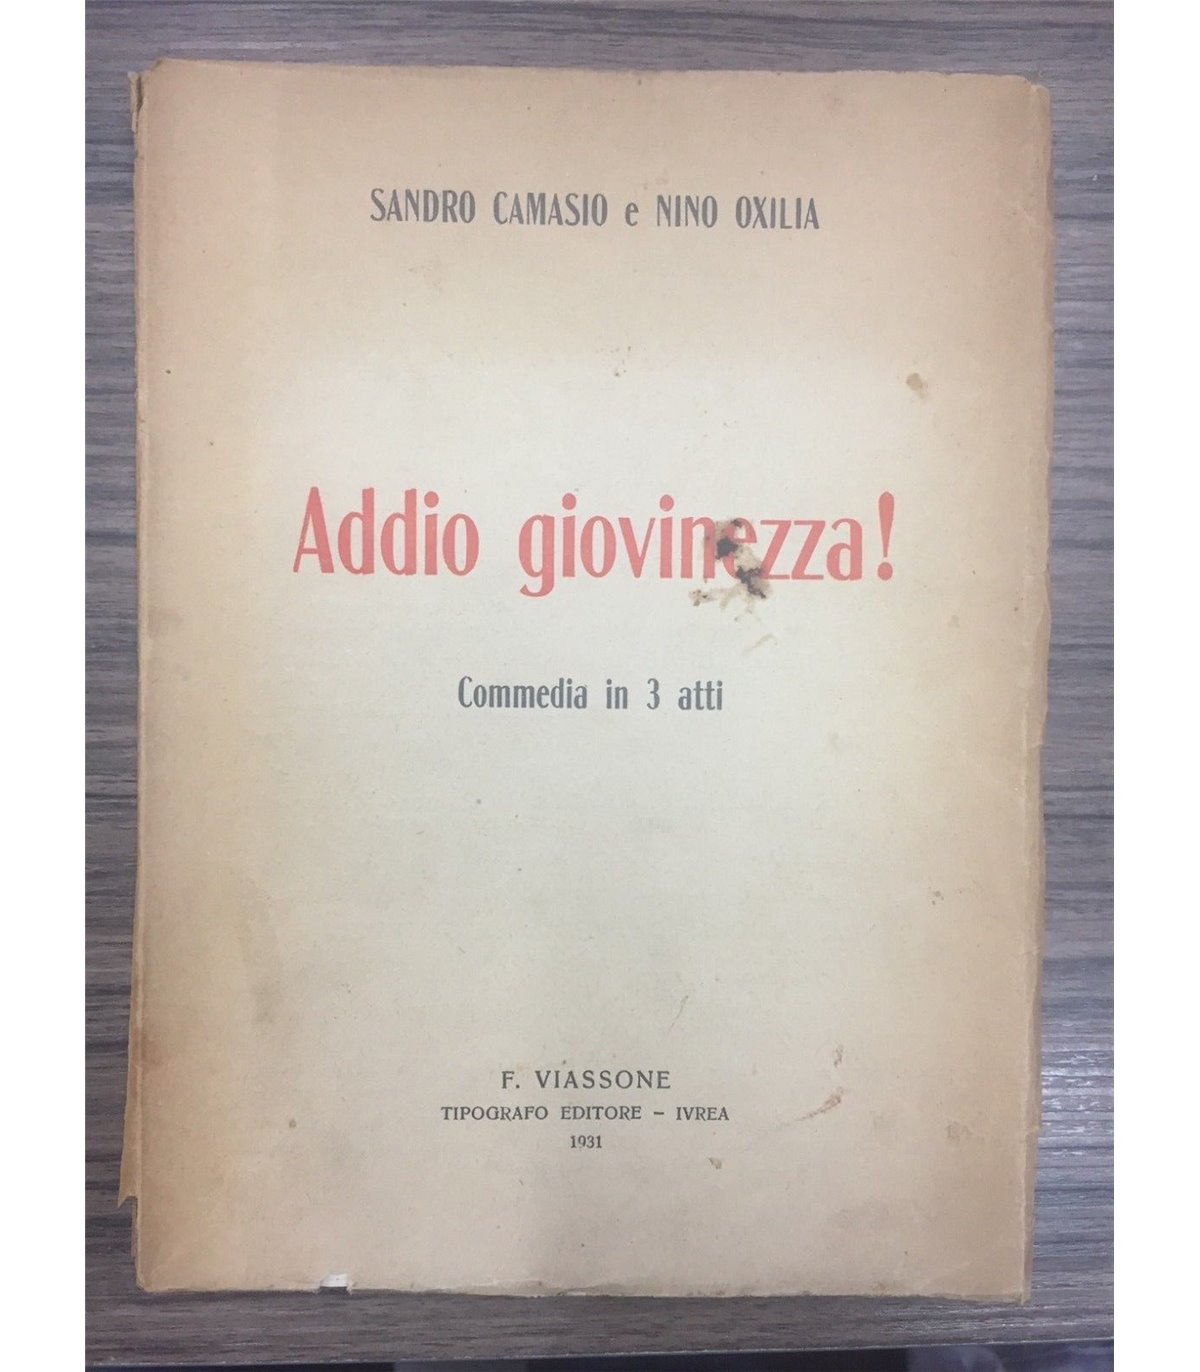 SANDRO CAMASIO e NINO OXILIA
Addio giovinezza!
Commedia in 3 atti
F. VIASSONE
TIPOGRAFO EDITORE - IVREA
1931